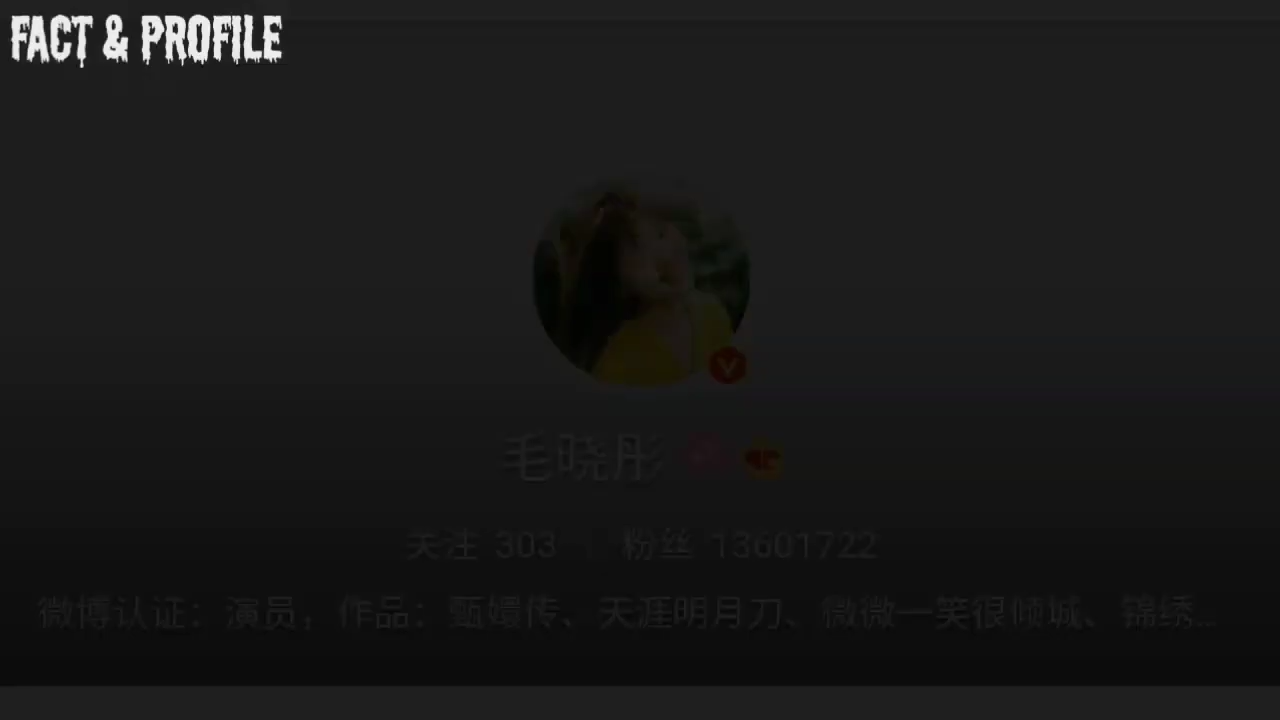 FACT & PROFILE
毛晓彤
关注 303 | 粉丝 13601722
微博认证：演员，作品：甄嬛传、天涯明月刀、微微一笑很倾城、锦绣...